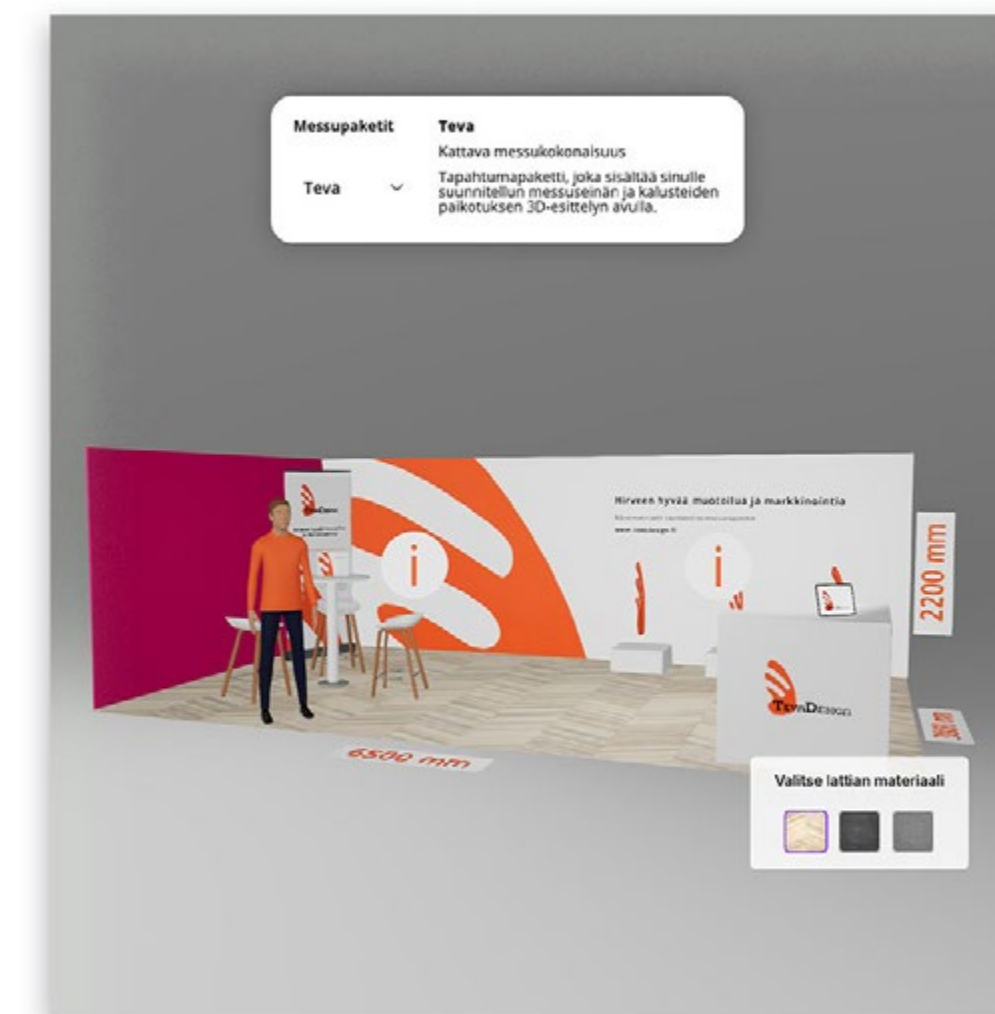 Messupaketit
Teva
Teva
Kattava messukokonaisuus
Tapahtumapaketti, joka sisältää sinulle
suunnitellun messuseinän ja kalusteiden
paikotuksen 3D-esittelyn avulla.
Hirveen hyvää muotoilua ja markkinointia
i
i
2200 mm
6500 mm
TevaDesign
Valitse lattian materiaali